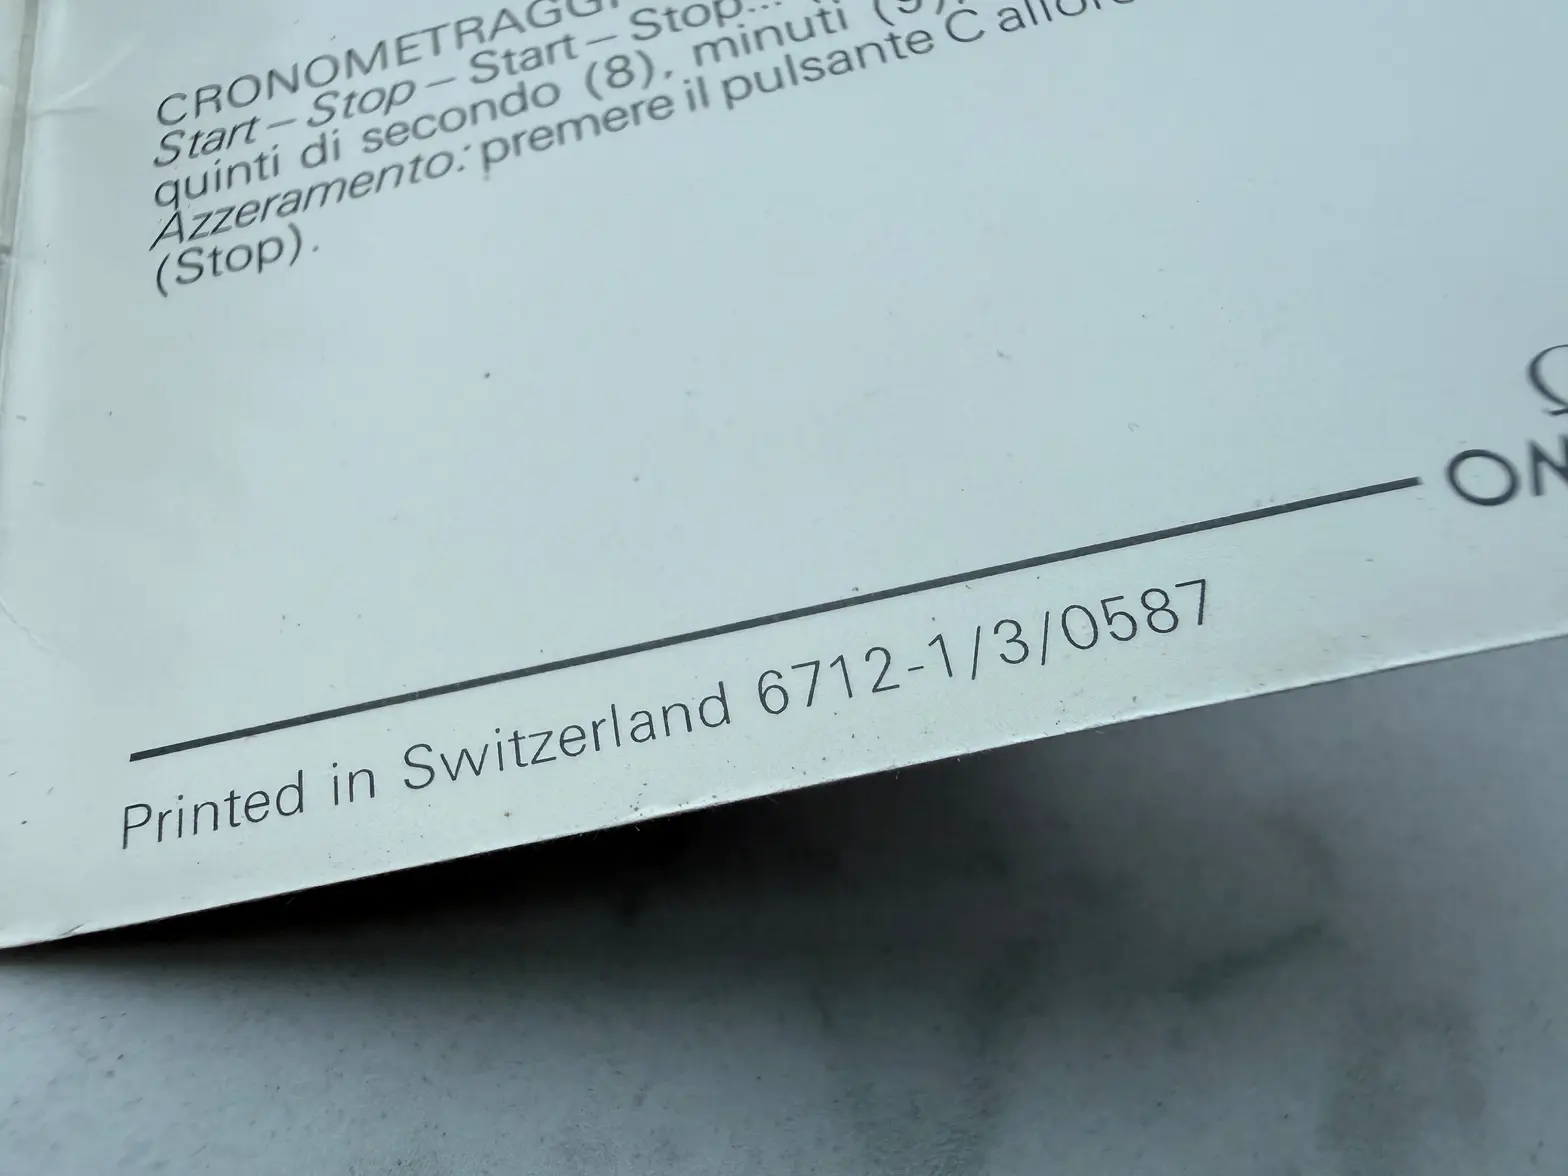 CRONOMETRAGGI
Start – Stop – Start – Stop...
quinti di secondo (8), minuti (9),
Azzeramento: premere il pulsante C
(Stop).
Ω
Printed in Switzerland 6712-1/3/0587